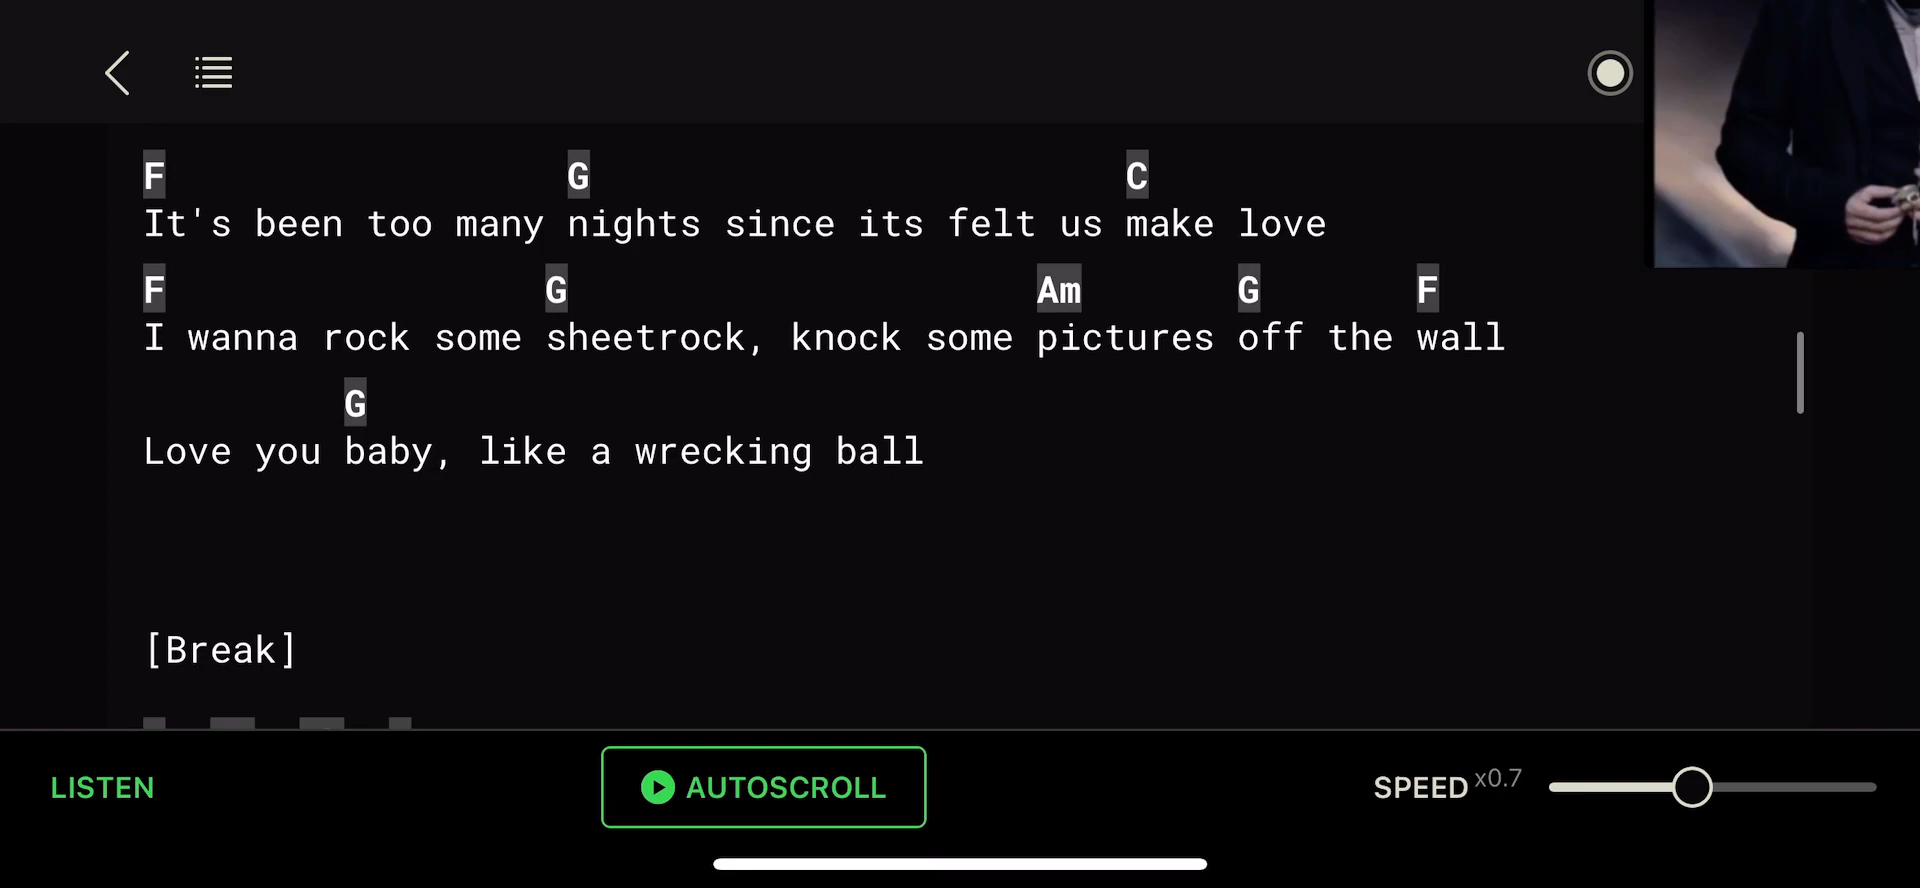 F G C
It's been too many nights since its felt us make love
F G Am G F
I wanna rock some sheetrock, knock some pictures off the wall
G
Love you baby, like a wrecking ball
[Break]
LISTEN AUTOSCROLL SPEED x0.7